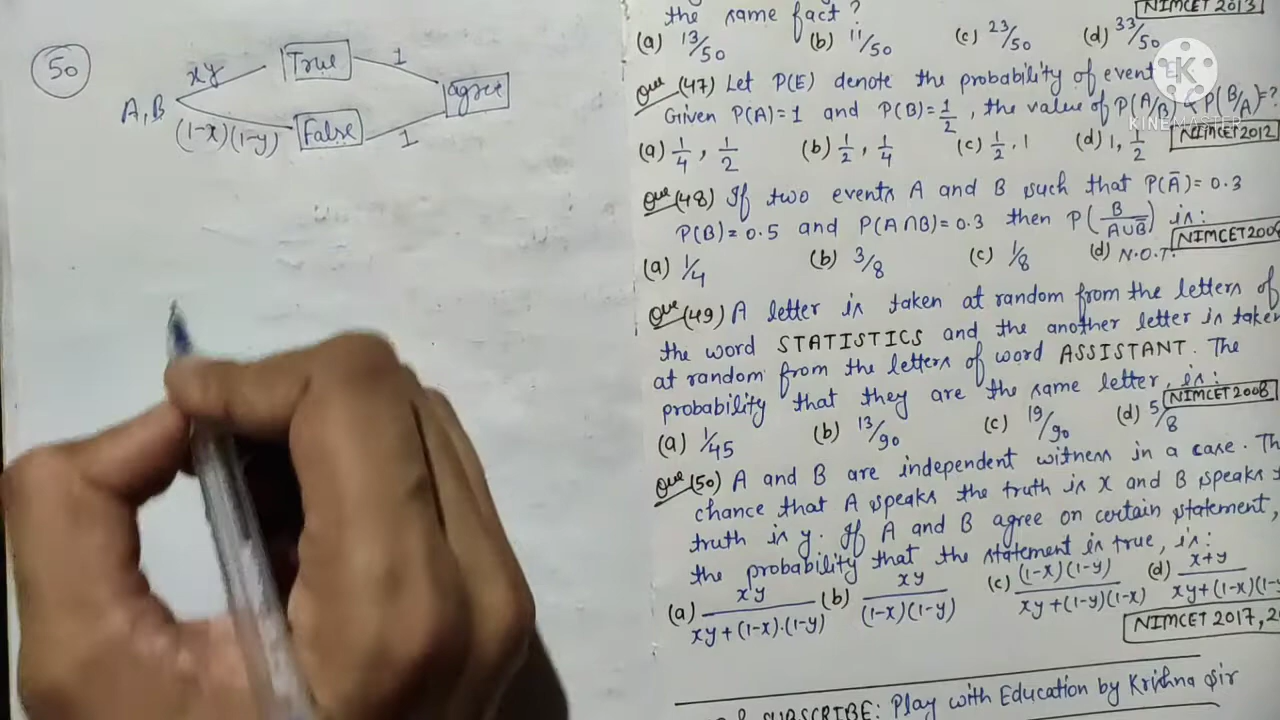 50
A,B
xy
(1-x)(1-y)
True
False
1
1
agree
the same fact?
NIMCET 2013
(a) 13/50 (b) 11/50 (c) 23/50 (d) 33/50
Que (47) Let P(E) denote the probability of event E.
Given P(A)=1 and P(B)=1/2, the value of P(A/B) & P(B/A)=?
(a) 1/4, 1/2 (b) 1/2, 1/4 (c) 1/2, 1 (d) 1, 1/2
NIMCET 2012
Que (48) If two events A and B such that P(Ā)=0.3
P(B)=0.5 and P(A∩B)=0.3 then P(B/A∪B̄) is:
NIMCET 200
(a) 1/4 (b) 3/8 (c) 1/8 (d) N.O.T.
Que (49) A letter is taken at random from the letters of
the word STATISTICS and the another letter is taken
at random from the letters of word ASSISTANT. The
probability that they are the same letter, is:
NIMCET 2008
(a) 1/45 (b) 13/90 (c) 19/90 (d) 5/8
Que (50) A and B are independent witness in a case. Th
chance that A speaks the truth is x and B speaks
truth is y. If A and B agree on certain statement,
the probability that the statement is true, is:
(a) xy/xy+(1-x).(1-y) (b) xy/(1-x)(1-y) (c) (1-x)(1-y)/xy+(1-y)(1-x) (d) x+y/xy+(1-x)(1-
NIMCET 2017, 2
SUBSCRIBE: Play with Education by Krishna Sir
K
KINEMASTER